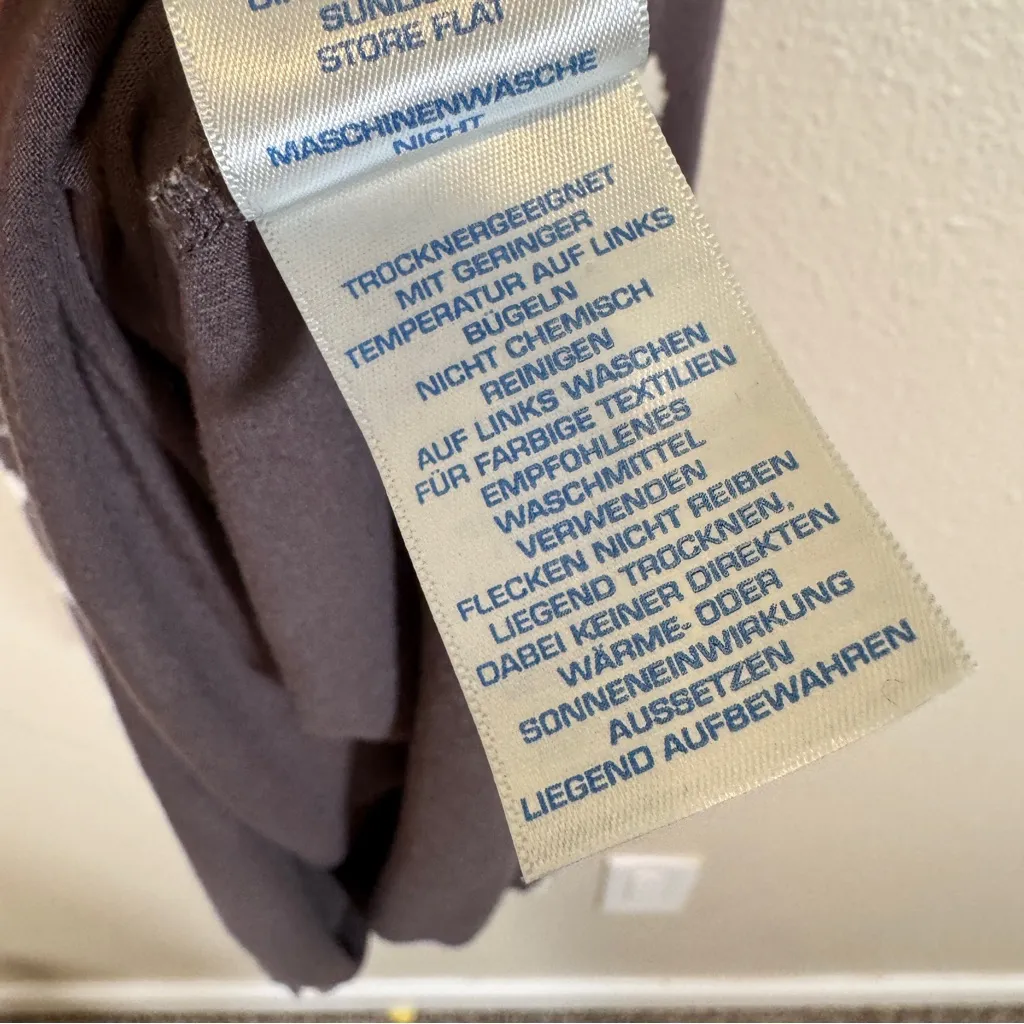 STORE FLAT
MASCHINENWÄSCHE
NICHT
TROCKNERGEEIGNET
MIT GERINGER
TEMPERATUR AUF LINKS
BÜGELN
NICHT CHEMISCH
REINIGEN
AUF LINKS WASCHEN
FÜR FARBIGE TEXTILIEN
EMPFOHLENES
WASCHMITTEL
VERWENDEN
FLECKEN NICHT REIBEN
LIEGEND TROCKNEN,
DABEI KEINER DIREKTEN
WÄRME- ODER
SONNENEINWIRKUNG
AUSSETZEN
LIEGEND AUFBEWAHREN